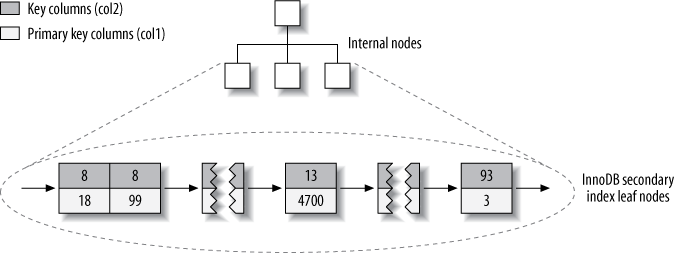 Key columns (col2)
Primary key columns (col1)
Internal nodes
8 8 13 93
18 99 4700 3
InnoDB secondary
index leaf nodes